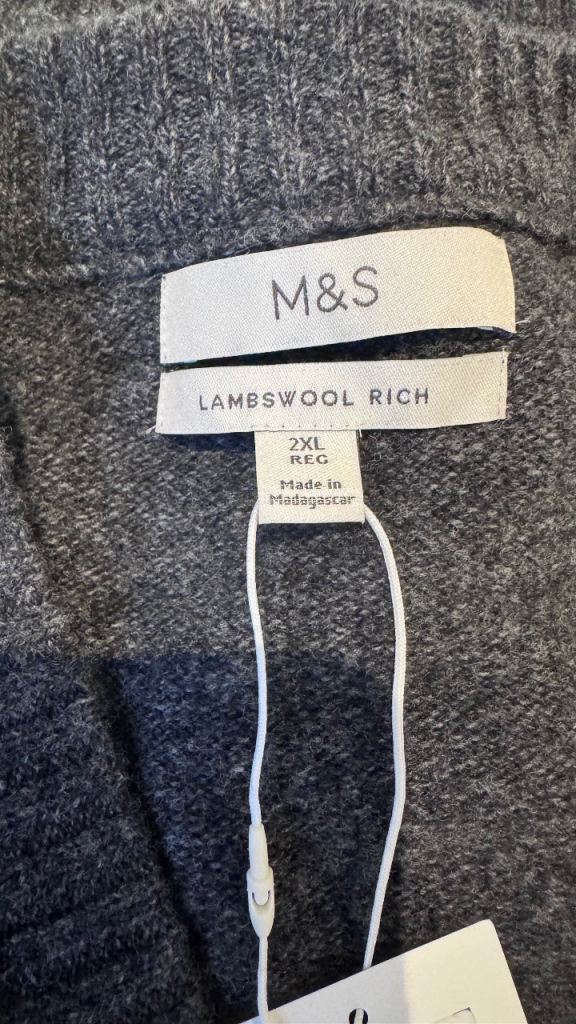 M&S
LAMBSWOOL RICH
2XL
REG
Made in
Madagascar